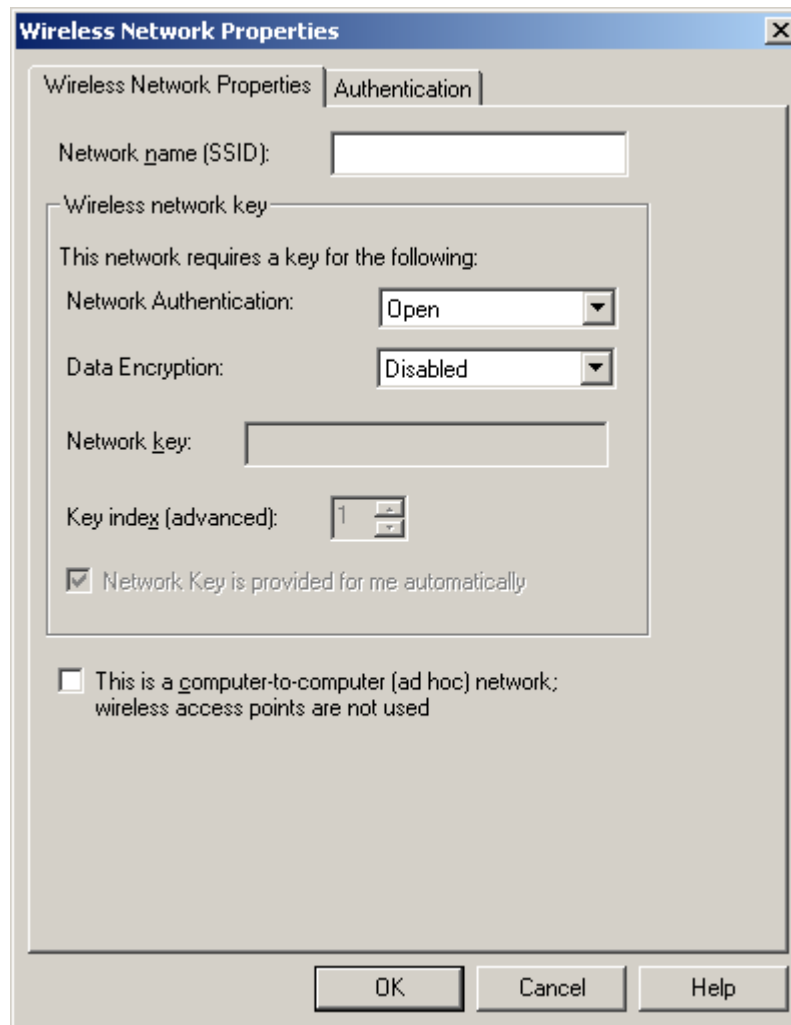 Wireless Network Properties
Wireless Network Properties
Authentication
Network name (SSID):
Wireless network key
This network requires a key for the following:
Network Authentication: Open
Data Encryption: Disabled
Network key:
Key index (advanced): 1
Network Key is provided for me automatically
This is a computer-to-computer (ad hoc) network;
wireless access points are not used
OK Cancel Help